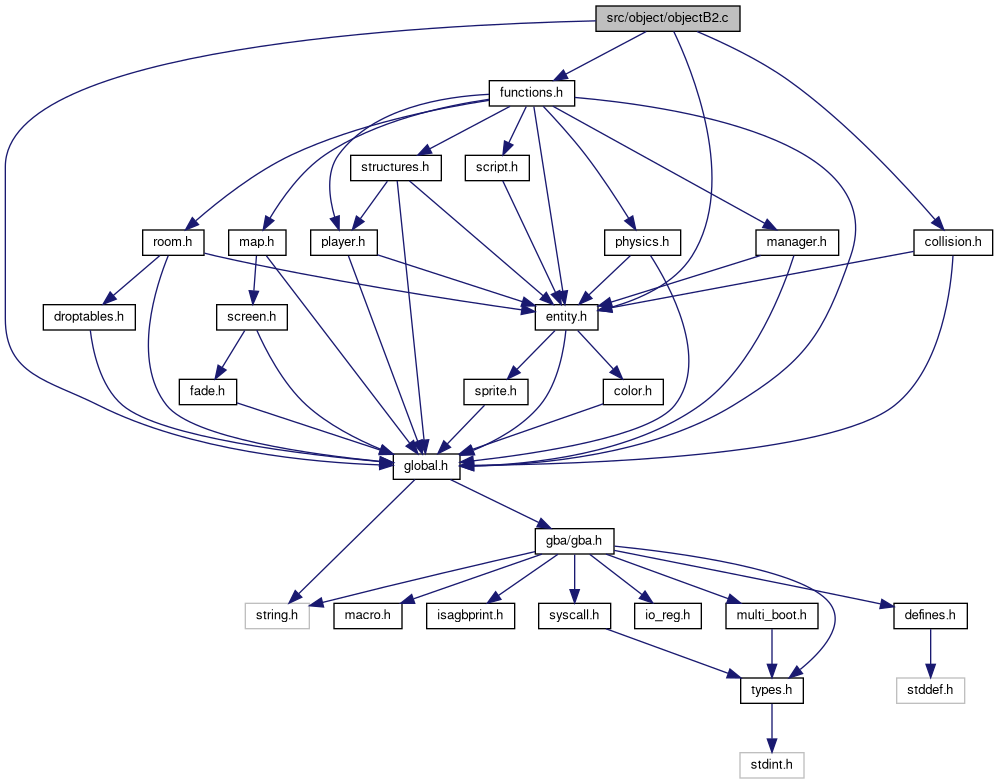 src/object/objectB2.c
functions.h
structures.h
script.h
room.h
map.h
player.h
physics.h
manager.h
collision.h
droptables.h
screen.h
entity.h
fade.h
sprite.h
color.h
global.h
gba/gba.h
string.h
macro.h
isagbprint.h
syscall.h
io_reg.h
multi_boot.h
defines.h
types.h
stddef.h
stdint.h